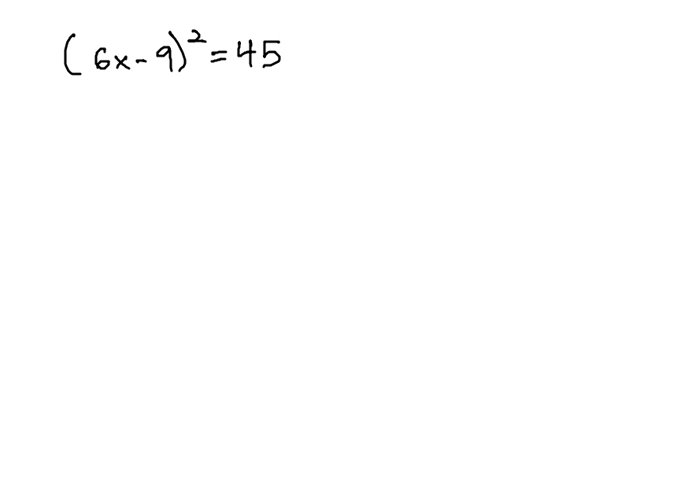 (6x-9)² = 45